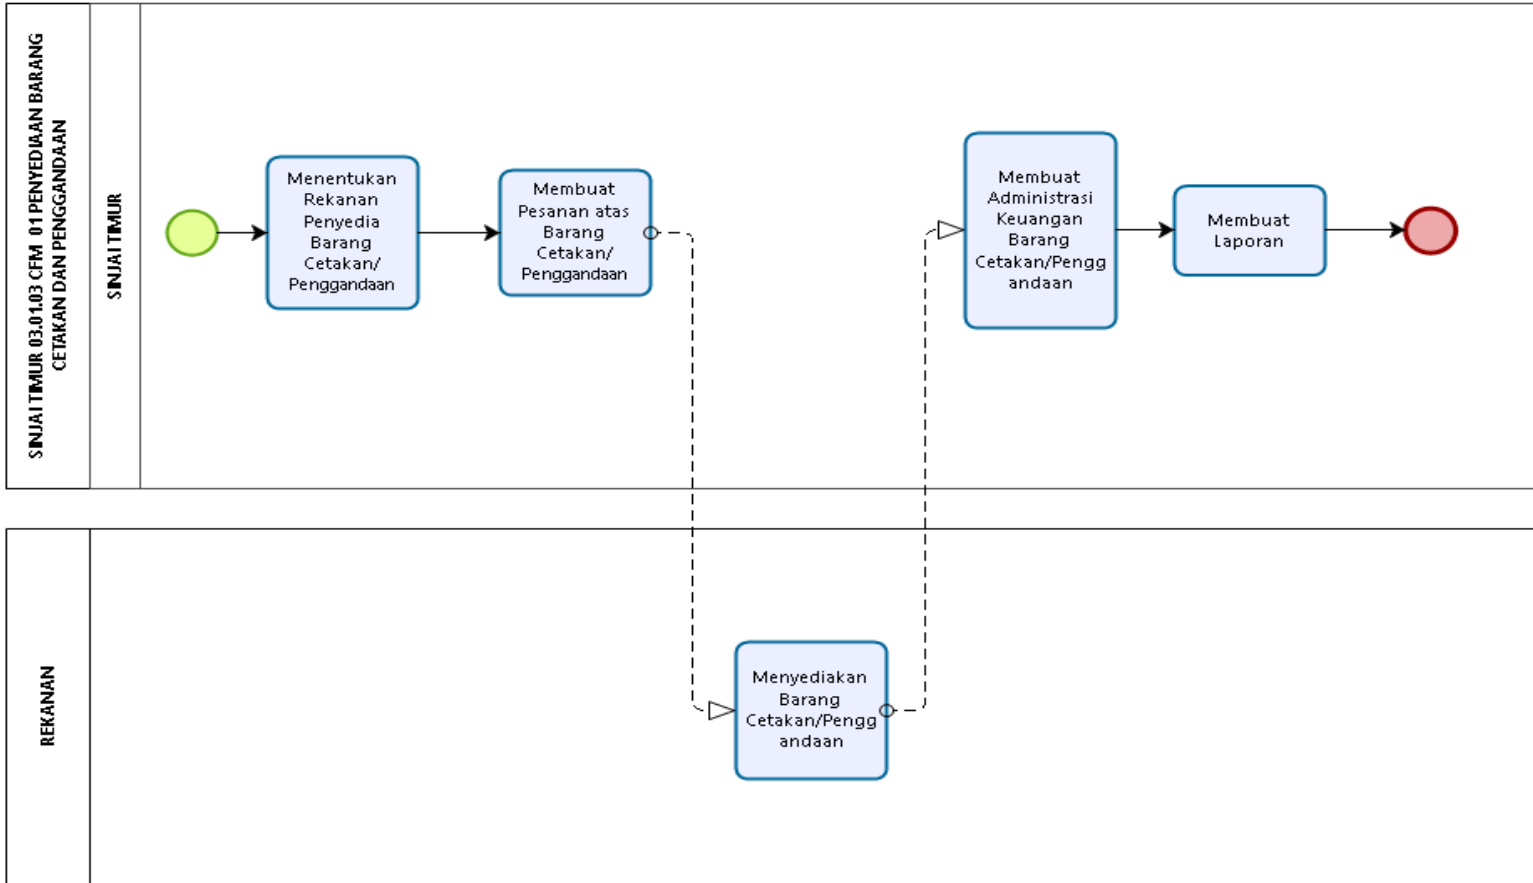 SINJAI TIMUR 03.01.03 CFM  01 PENYEDIAAN BARANG
CETAKAN DAN PENGGANDAAN
SINJAI TIMUR
Menentukan
Rekanan
Penyedia
Barang
Cetakan/
Penggandaan
Membuat
Pesanan atas
Barang
Cetakan/
Penggandaan
Membuat
Administrasi
Keuangan
Barang
Cetakan/Pengg
andaan
Membuat
Laporan
REKANAN
Menyediakan
Barang
Cetakan/Pengg
andaan